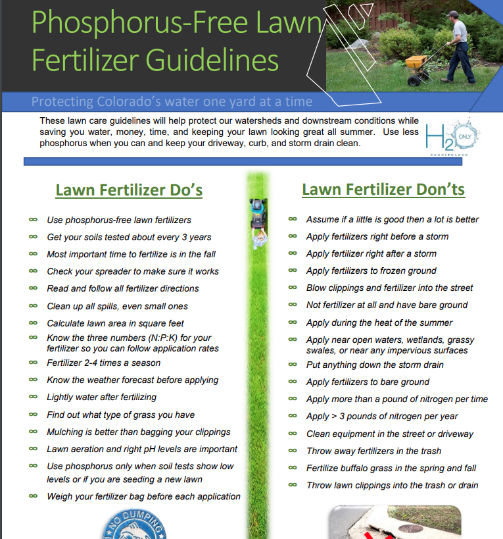 Phosphorus-Free Lawn
Fertilizer Guidelines
Protecting Colorado's water one yard at a time
These lawn care guidelines will help protect our watersheds and downstream conditions while
saving you water, money, time, and keeping your lawn looking great all summer. Use less
phosphorus when you can and keep your driveway, curb, and storm drain clean.
H2O
ONLY
Lawn Fertilizer Do's
Use phosphorus-free lawn fertilizers
Get your soils tested about every 3 years
Most important time to fertilize is in the fall
Check your spreader to make sure it works
Read and follow all fertilizer directions
Clean up all spills, even small ones
Calculate lawn area in square feet
Know the three numbers (N:P:K) for your
fertilizer so you can follow application rates
Fertilizer 2-4 times a season
Know the weather forecast before applying
Lightly water after fertilizing
Find out what type of grass you have
Mulching is better than bagging your clippings
Lawn aeration and right pH levels are important
Use phosphorus only when soil tests show low
levels or if you are seeding a new lawn
Weigh your fertilizer bag before each application
Lawn Fertilizer Don'ts
Assume if a little is good then a lot is better
Apply fertilizers right before a storm
Apply fertilizer right after a storm
Apply fertilizers to frozen ground
Blow clippings and fertilizer into the street
Not fertilizer at all and have bare ground
Apply during the heat of the summer
Apply near open waters, wetlands, grassy
swales, or near any impervious surfaces
Put anything down the storm drain
Apply fertilizers to bare ground
Apply more than a pound of nitrogen per time
Apply > 3 pounds of nitrogen per year
Clean equipment in the street or driveway
Throw away fertilizers in the trash
Fertilize buffalo grass in the spring and fall
Throw lawn clippings into the trash or drain
NO DUMPING